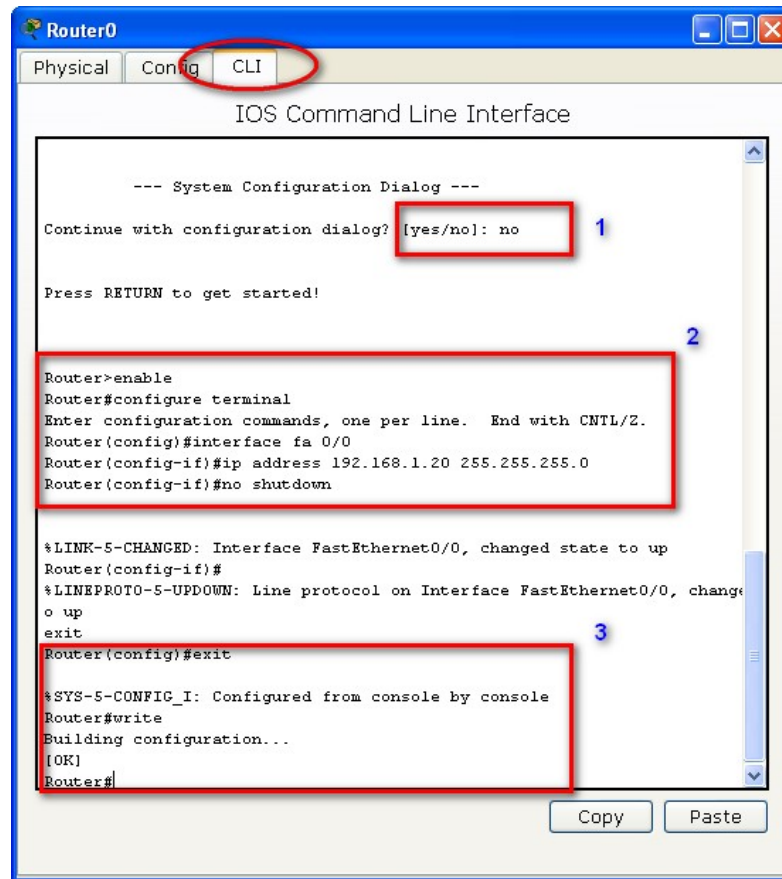 Router0
Physical Config CLI
IOS Command Line Interface
--- System Configuration Dialog ---
Continue with configuration dialog? [yes/no]: no
1
Press RETURN to get started!
2
Router>enable
Router#configure terminal
Enter configuration commands, one per line.  End with CNTL/Z.
Router(config)#interface fa 0/0
Router(config-if)#ip address 192.168.1.20 255.255.255.0
Router(config-if)#no shutdown
%LINK-5-CHANGED: Interface FastEthernet0/0, changed state to up
Router(config-if)#
%LINEPROTO-5-UPDOWN: Line protocol on Interface FastEthernet0/0, change
o up
exit
3
Router(config)#exit
%SYS-5-CONFIG_I: Configured from console by console
Router#write
Building configuration...
[OK]
Router#
Copy Paste